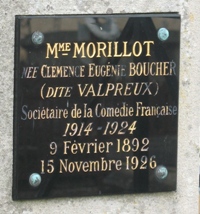 MME MORILLOT
NÉE CLEMENCE EUGÉNIE BOUCHER
(DITE VALPREUX)
Sociétaire de la Comédie Française
1914-1924
9 Février 1892
15 Novembre 1926